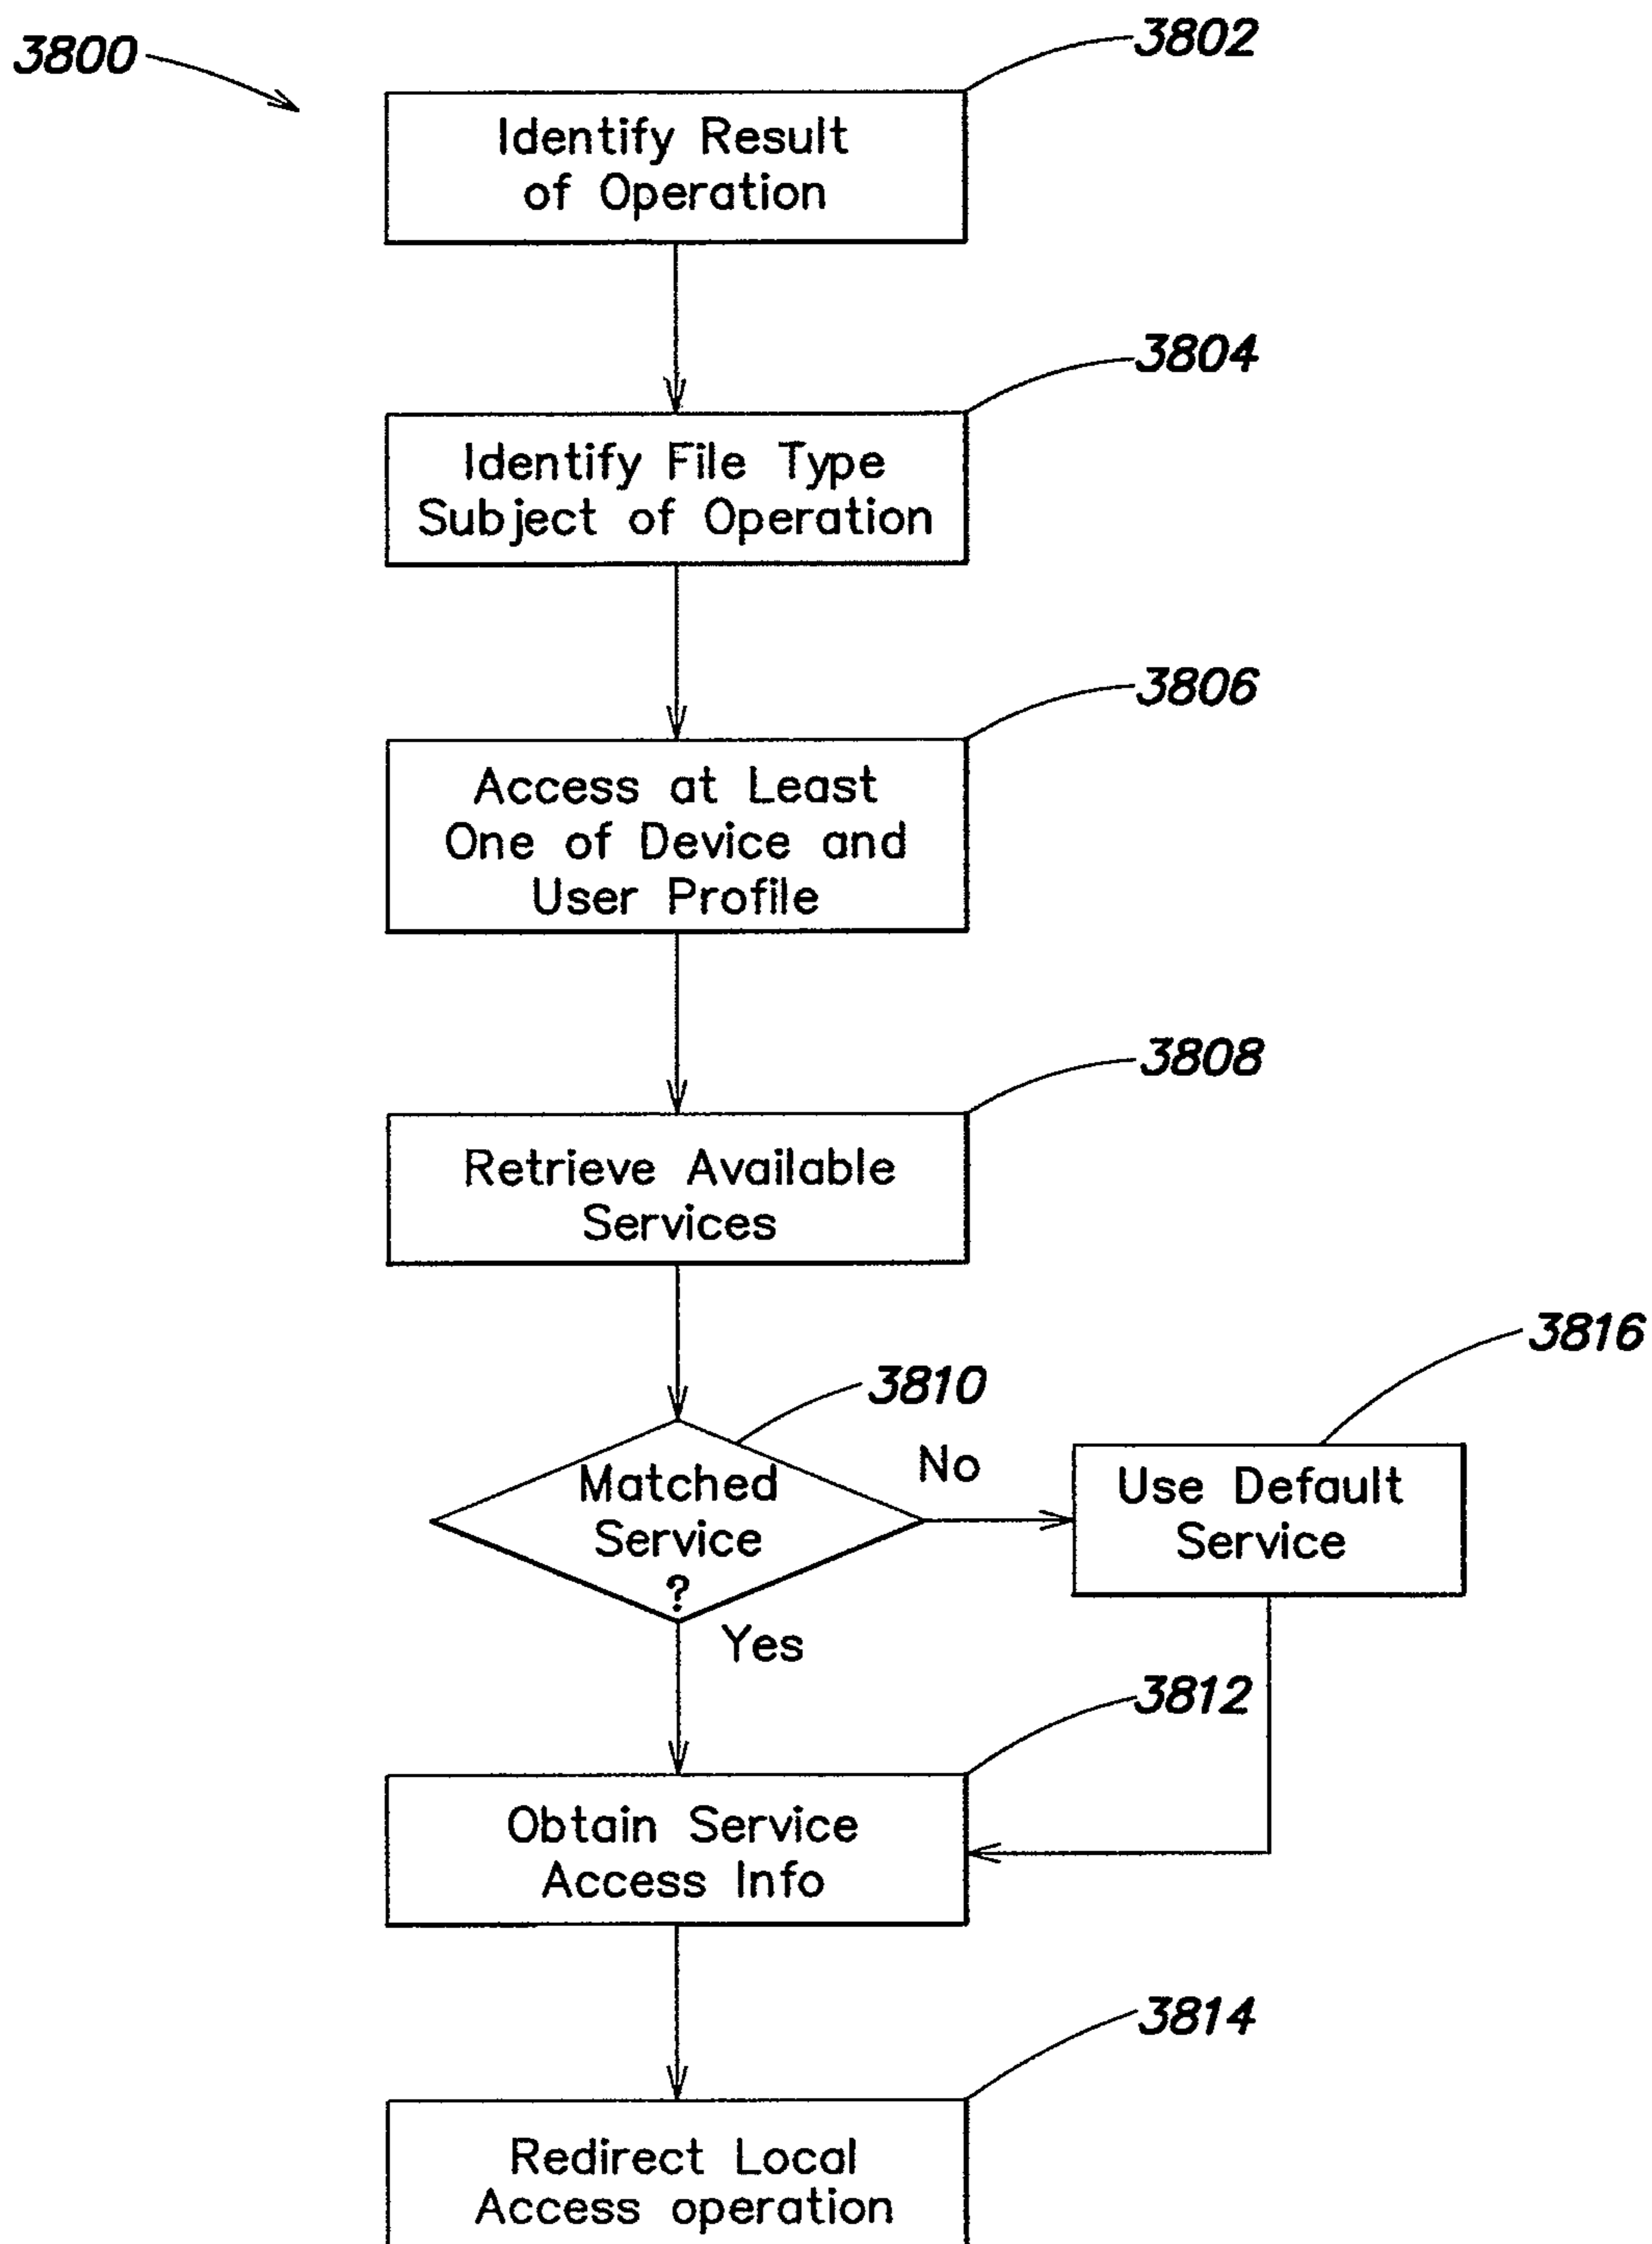 3800
3802
Identify Result
of Operation
3804
Identify File Type
Subject of Operation
3806
Access at Least
One of Device and
User Profile
3808
Retrieve Available
Services
3810
Matched
Service
?
No
Yes
3816
Use Default
Service
3812
Obtain Service
Access Info
3814
Redirect Local
Access operation